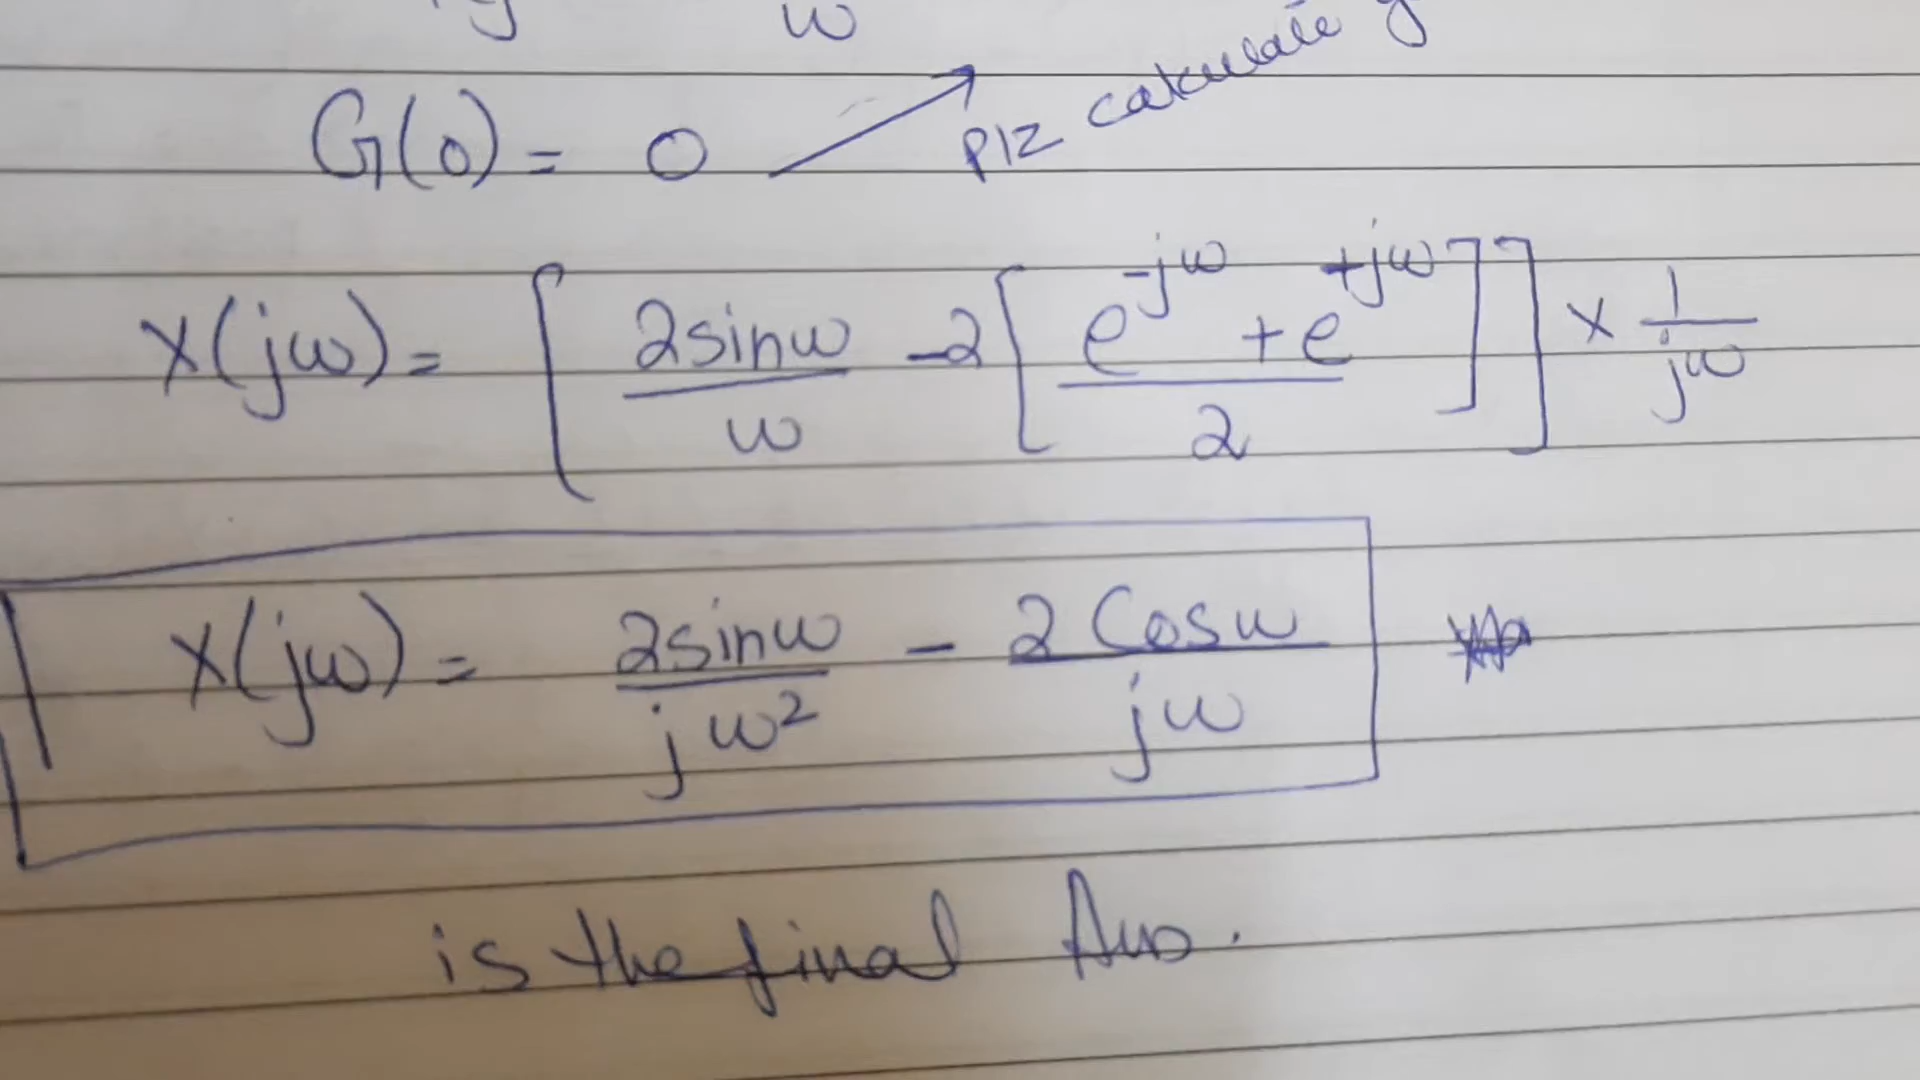 w
G(0) = 0 → Plz calculate
X(jω) = [ 2sinω/ω - 2[ (e^-jω + e^+jω)/2 ] ] × 1/jω
X(jω) = 2sinω/jω² - 2Cosω/jω
is the final Ans.